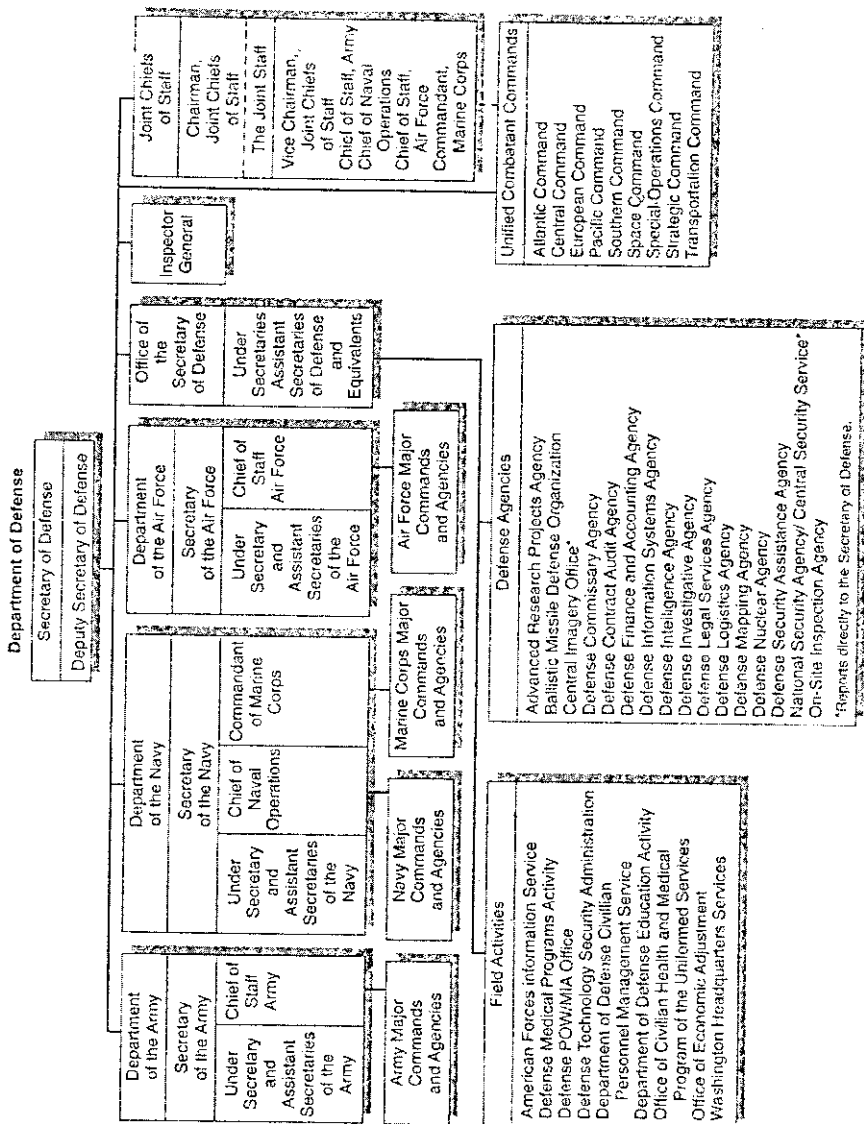 Department of Defense
Secretary of Defense
Deputy Secretary of Defense
Department
of the Army
Secretary
of the Army
Under
Secretary
and
Assistant
Secretaries
of the
Army
Chief of
Staff
Army
Army Major
Commands
and Agencies
Department
of the Navy
Secretary
of the Navy
Under
Secretary
and
Assistant
Secretaries
of the
Navy
Chief of
Naval
Operations
Commandant
of Marine
Corps
Navy Major
Commands
and Agencies
Marine Corps Major
Commands
and Agencies
Department
of the Air Force
Secretary
of the Air Force
Under
Secretary
and
Assistant
Secretaries
of the
Air Force
Chief of
Staff
Air Force
Air Force Major
Commands
and Agencies
Office of
the
Secretary
of Defense
Under
Secretaries
Assistant
Secretaries
of Defense
and
Equivalents
Inspector
General
Joint Chiefs
of Staff
Chairman,
Joint Chiefs
of Staff
The Joint Staff
Vice Chairman,
Joint Chiefs
of Staff
Chief of Staff, Army
Chief of Naval
Operations
Chief of Staff,
Air Force
Commandant,
Marine Corps
Field Activities
American Forces information Service
Defense Medical Programs Activity
Defense POW/MIA Office
Defense Technology Security Administration
Department of Defense Civilian
Personnel Management Service
Department of Defense Education Activity
Office of Civilian Health and Medical
Program of the Uniformed Services
Office of Economic Adjustment
Washington Headquarters Services
Defense Agencies
Advanced Research Projects Agency
Ballistic Missile Defense Organization
Central Imagery Office*
Defense Commissary Agency
Defense Contract Audit Agency
Defense Finance and Accounting Agency
Defense Information Systems Agency
Defense Intelligence Agency
Defense Investigative Agency
Defense Legal Services Agency
Defense Logistics Agency
Defense Mapping Agency
Defense Nuclear Agency
Defense Security Assistance Agency
National Security Agency/ Central Security Service*
On-Site Inspection Agency
*Reports directly to the Secretary of Defense.
Unified Combatant Commands
Atlantic Command
Central Command
European Command
Pacific Command
Southern Command
Space Command
Special-Operations Command
Strategic Command
Transportation Command